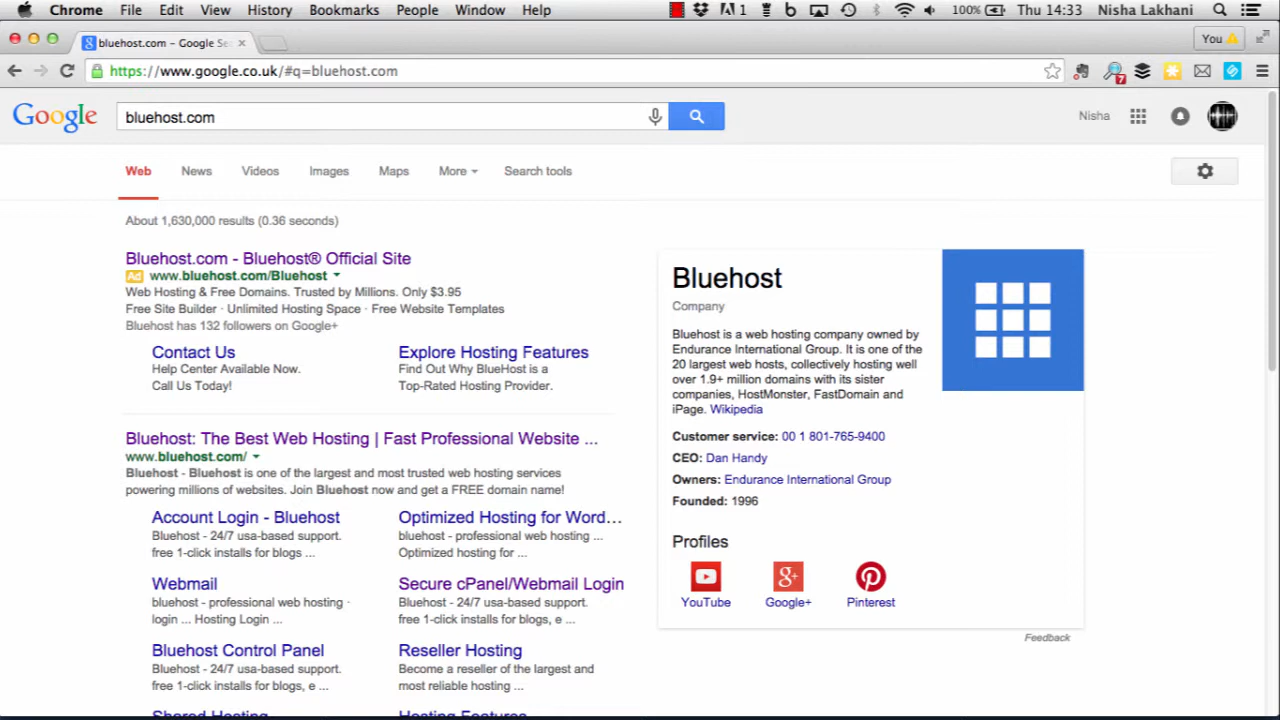 Chrome File Edit View History Bookmarks People Window Help 1 100% Thu 14:33 Nisha Lakhani
bluehost.com – Google Se You
https://www.google.co.uk/#q=bluehost.com 7
Google bluehost.com Nisha
Web News Videos Images Maps More Search tools
About 1,630,000 results (0.36 seconds)
Bluehost.com - Bluehost® Official Site
Ad www.bluehost.com/Bluehost
Web Hosting & Free Domains. Trusted by Millions. Only $3.95
Free Site Builder · Unlimited Hosting Space · Free Website Templates
Bluehost has 132 followers on Google+
Contact Us
Help Center Available Now.
Call Us Today!
Explore Hosting Features
Find Out Why BlueHost is a
Top-Rated Hosting Provider.
Bluehost: The Best Web Hosting | Fast Professional Website ...
www.bluehost.com/
Bluehost - Bluehost is one of the largest and most trusted web hosting services
powering millions of websites. Join Bluehost now and get a FREE domain name!
Account Login - Bluehost
Bluehost - 24/7 usa-based support.
free 1-click installs for blogs ...
Optimized Hosting for Word...
bluehost - professional web hosting ...
Optimized hosting for ...
Webmail
bluehost - professional web hosting ·
login ... Hosting Login ...
Secure cPanel/Webmail Login
Bluehost - 24/7 usa-based support.
free 1-click installs for blogs, e ...
Bluehost Control Panel
Bluehost - 24/7 usa-based support.
free 1-click installs for blogs, e ...
Reseller Hosting
Become a reseller of the largest and
most reliable hosting ...
Shared Hosting
Hosting Features
Bluehost
Company
Bluehost is a web hosting company owned by
Endurance International Group. It is one of the
20 largest web hosts, collectively hosting well
over 1.9+ million domains with its sister
companies, HostMonster, FastDomain and
iPage. Wikipedia
Customer service: 00 1 801-765-9400
CEO: Dan Handy
Owners: Endurance International Group
Founded: 1996
Profiles
YouTube Google+ Pinterest
Feedback